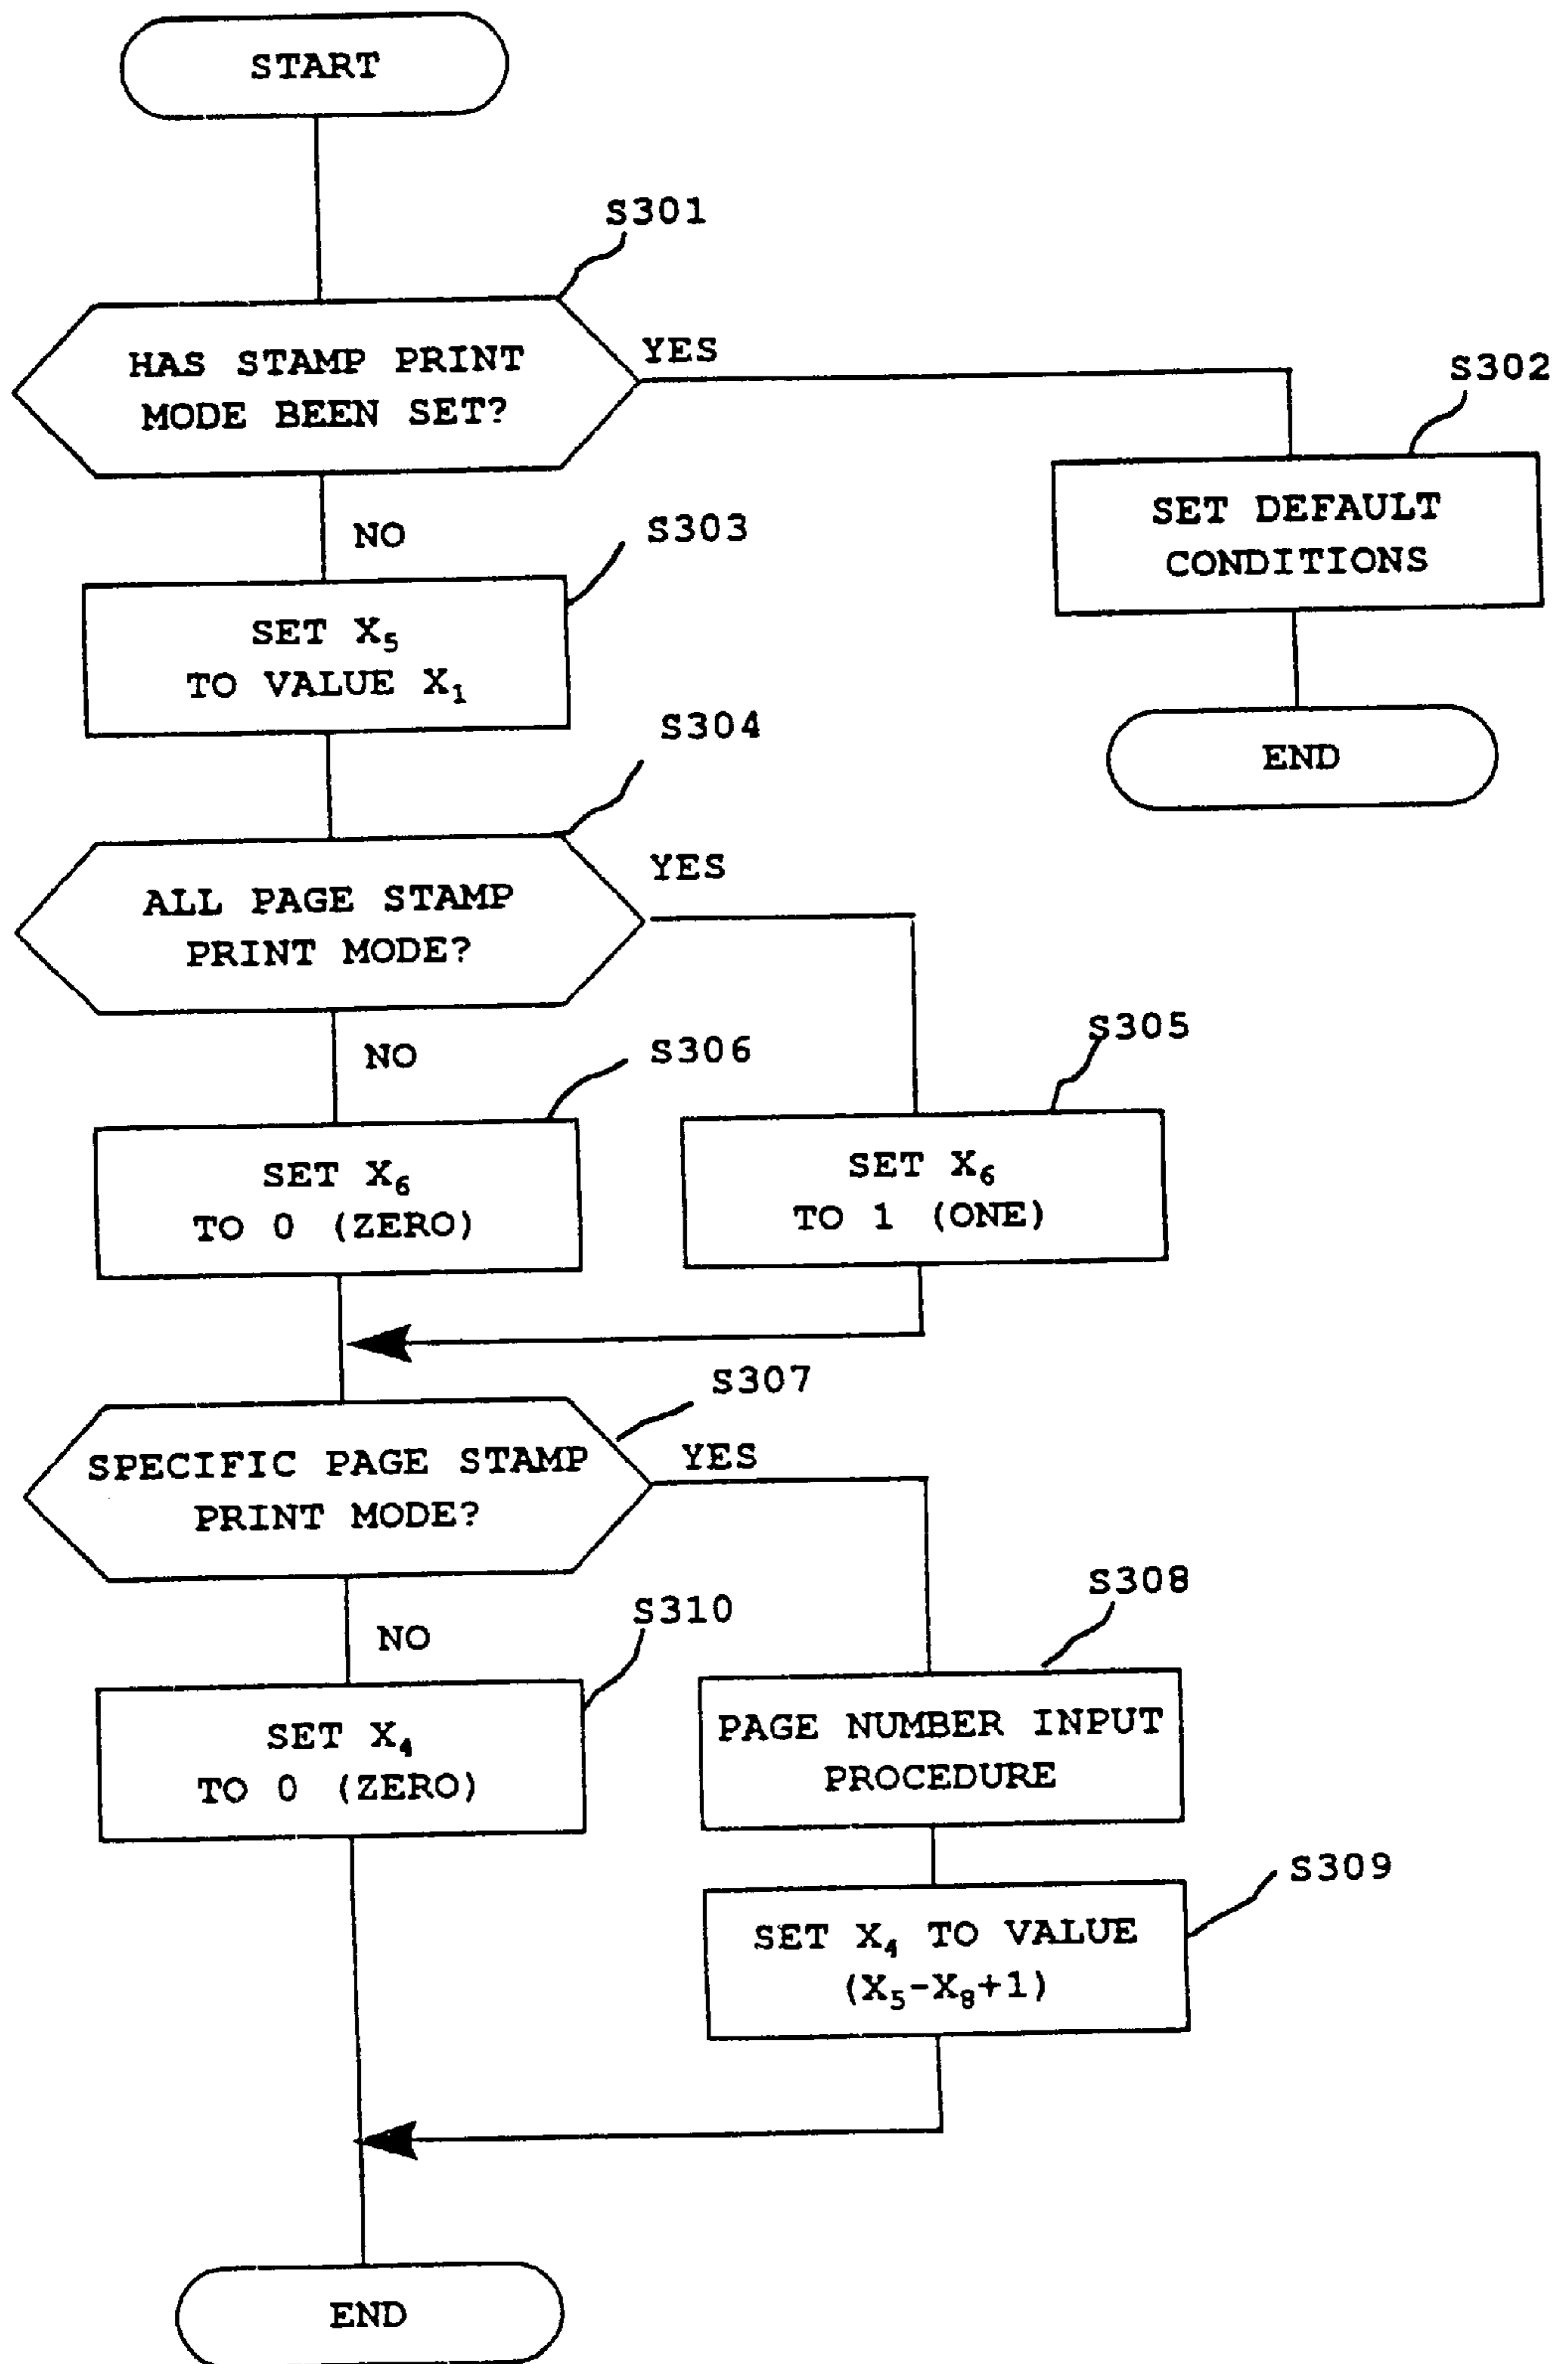 START
S301
HAS STAMP PRINT
MODE BEEN SET?
YES
S302
SET DEFAULT
CONDITIONS
END
NO
S303
SET X₅
TO VALUE X₁
S304
ALL PAGE STAMP
PRINT MODE?
YES
S305
NO
S306
SET X₆
TO 0 (ZERO)
SET X₆
TO 1 (ONE)
S307
SPECIFIC PAGE STAMP
PRINT MODE?
YES
S308
NO
S310
SET X₄
TO 0 (ZERO)
PAGE NUMBER INPUT
PROCEDURE
S309
SET X₄ TO VALUE
(X₅-X₈+1)
END